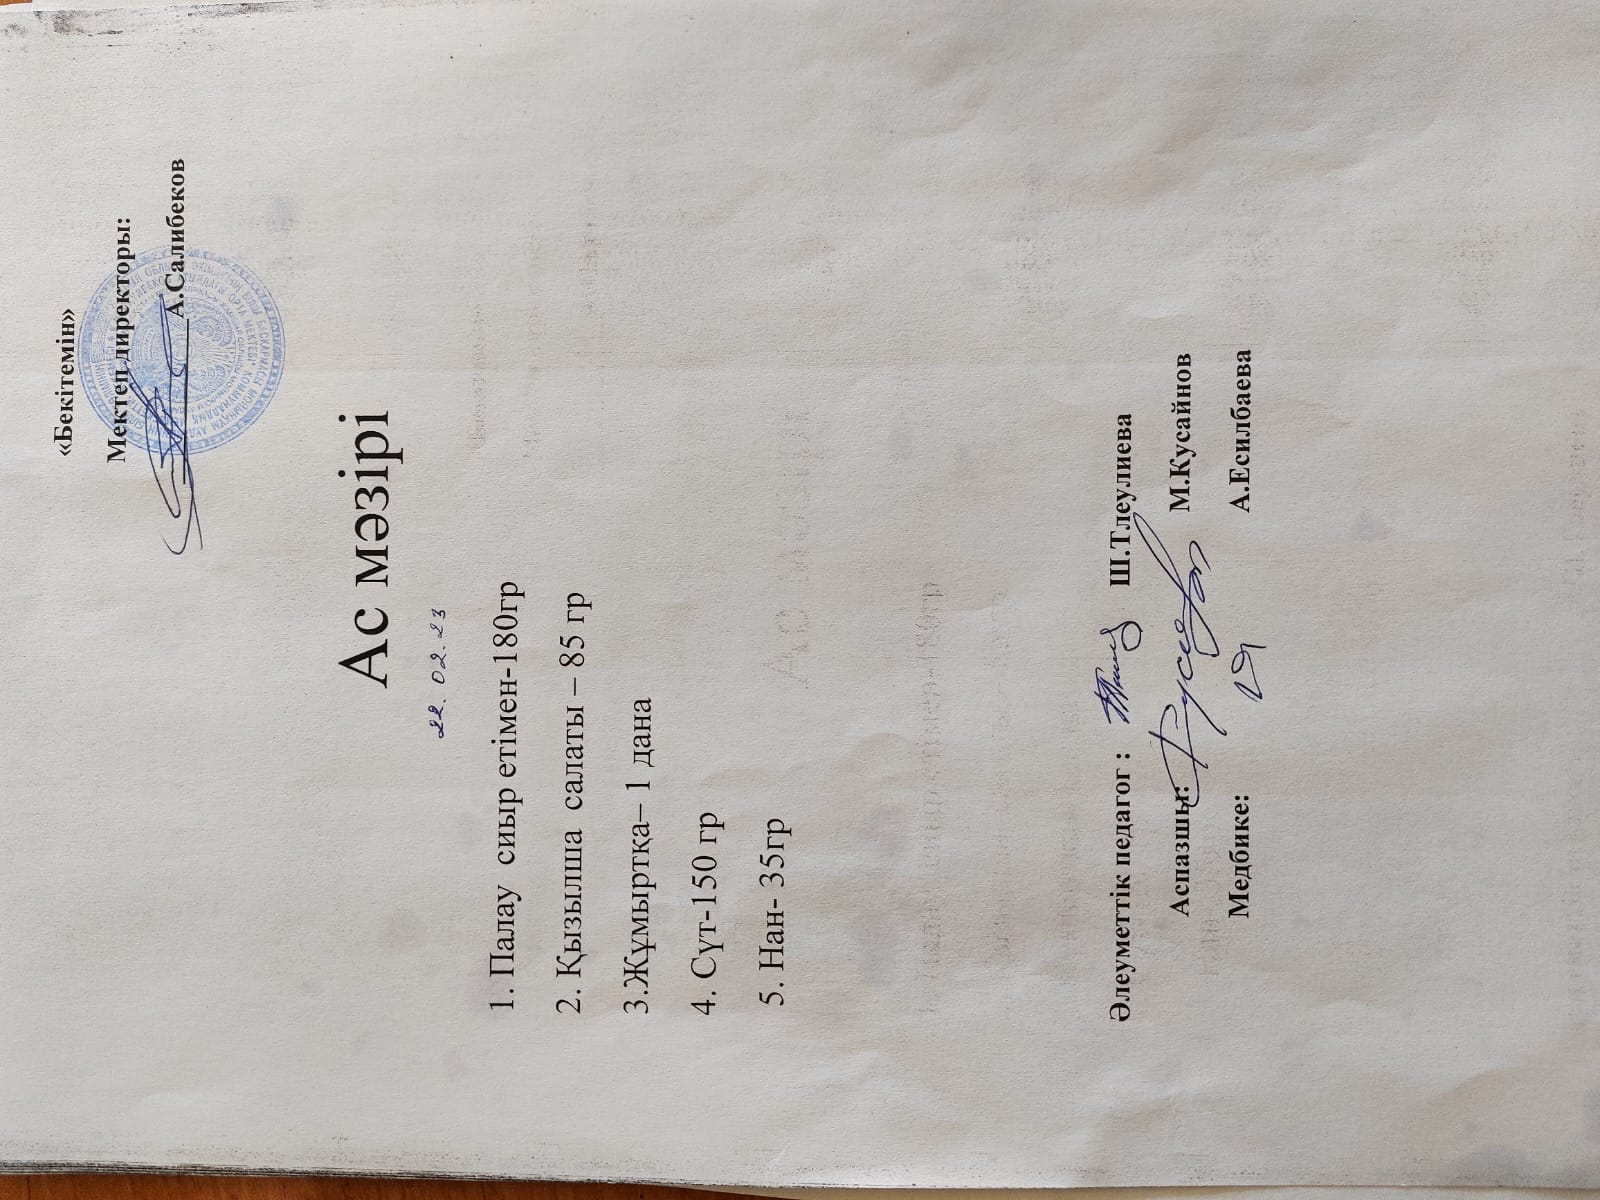 «Бекітемін»
Мектеп директоры:
А.Салибеков
Ас мәзірі
22. 02. 23
1. Палау сиыр етімен-180гр
2. Қызылша салаты – 85 гр
3.Жұмыртқа– 1 дана
4. Сүт-150 гр
5. Нан- 35гр
Әлеуметтік педагог : Ш.Тлеулиева
Аспазшы: М.Кусайнов
Медбике: А.Есилбаева